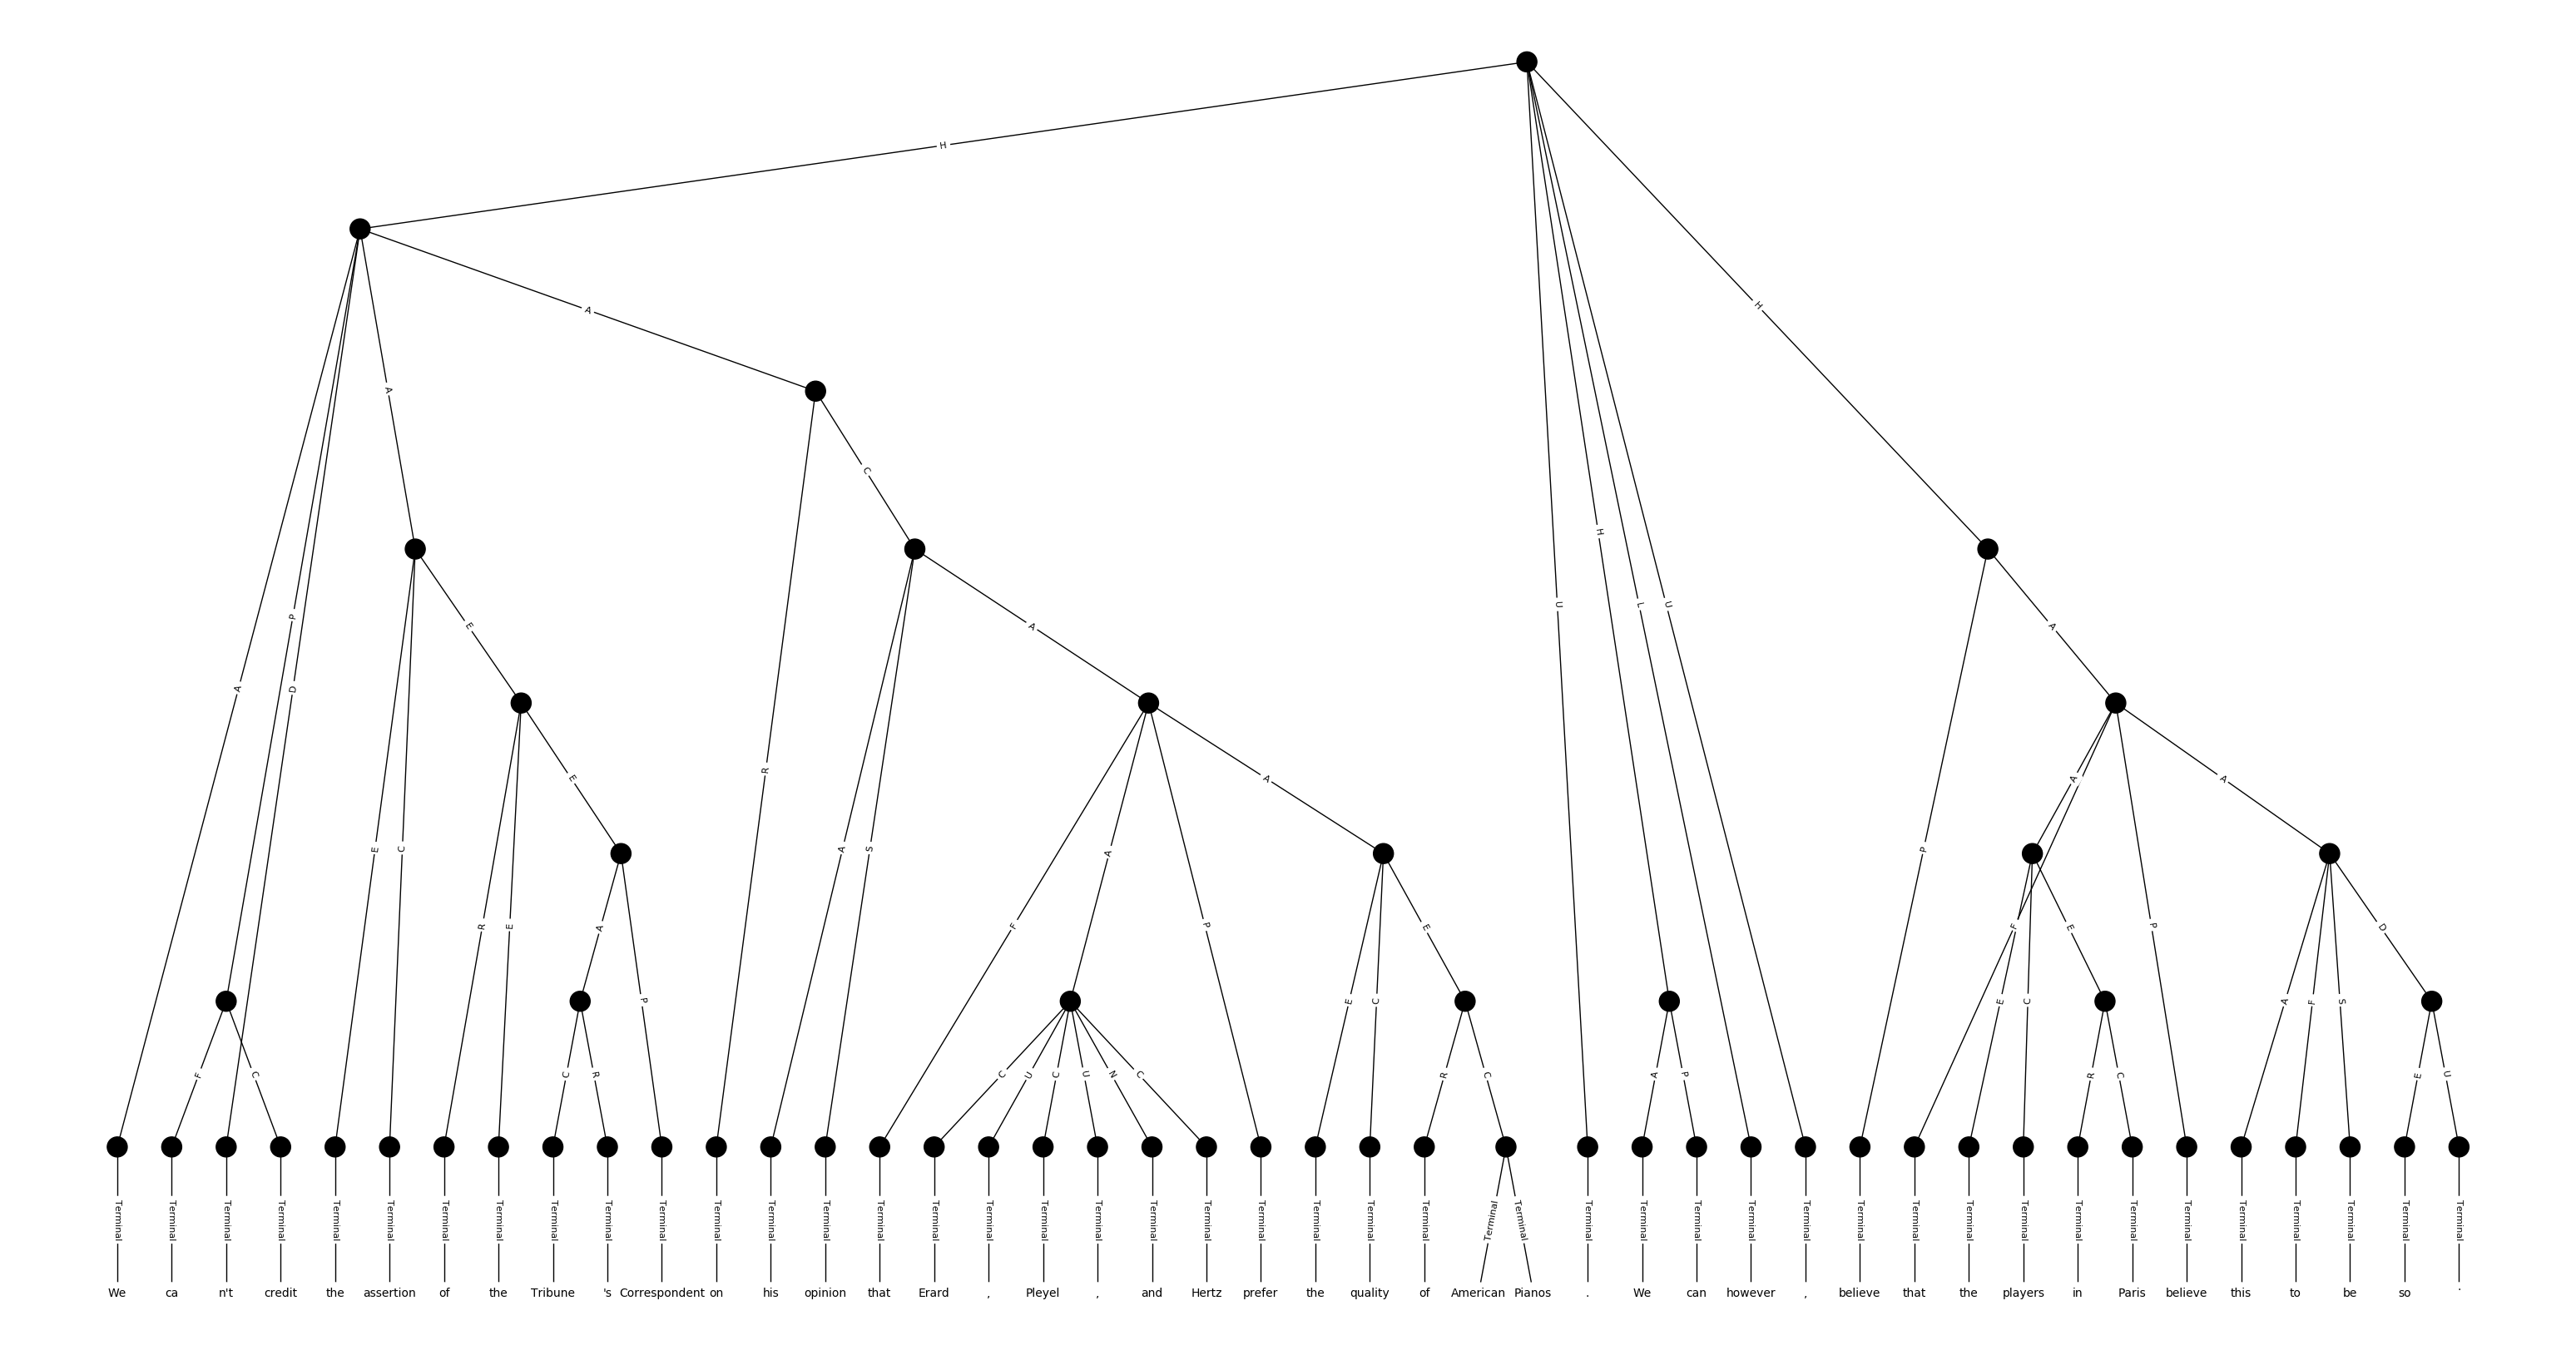 H
H
A
A
C
U
H
L
U
A
P
D
E
A
P
A
E
C
E
R
A
S
A
A
A
R
E
A
P
F
A
P
E
F
E
P
D
E
C
E
C
A
F
S
F
C
C
R
C
U
C
U
N
C
R
C
A
P
R
C
E
U
Terminal Terminal Terminal Terminal Terminal Terminal Terminal Terminal Terminal Terminal Terminal Terminal Terminal Terminal Terminal Terminal Terminal Terminal Terminal Terminal Terminal Terminal Terminal Terminal Terminal Terminal Terminal Terminal Terminal Terminal Terminal Terminal Terminal Terminal Terminal Terminal Terminal Terminal Terminal Terminal Terminal Terminal Terminal Terminal
We ca n't credit the assertion of the Tribune 's Correspondent on his opinion that Erard , Pleyel , and Hertz prefer the quality of American Pianos . We can however , believe that the players in Paris believe this to be so .